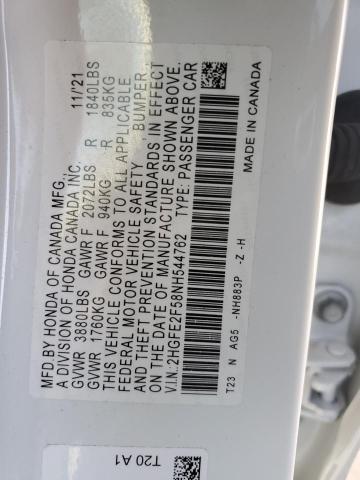 MFD.BY HONDA OF CANADA MFG., 11/'21
A DIVISION OF HONDA CANADA INC.
GVWR 3880LBS GAWR F 2072LBS R 1840LBS
GVWR 1760KG GAWR F 940KG R 835KG
THIS VEHICLE CONFORMS TO ALL APPLICABLE
FEDERAL MOTOR VEHICLE SAFETY , BUMPER ,
AND THEFT PREVENTION STANDARDS IN EFFECT
ON THE DATE OF MANUFACTURE SHOWN ABOVE.
V.I.N: 2HGFE2F58NH544762 TYPE: PASSENGER CAR
T23 N AG5 -NH883P -Z -H
MADE IN CANADA
T20 A1